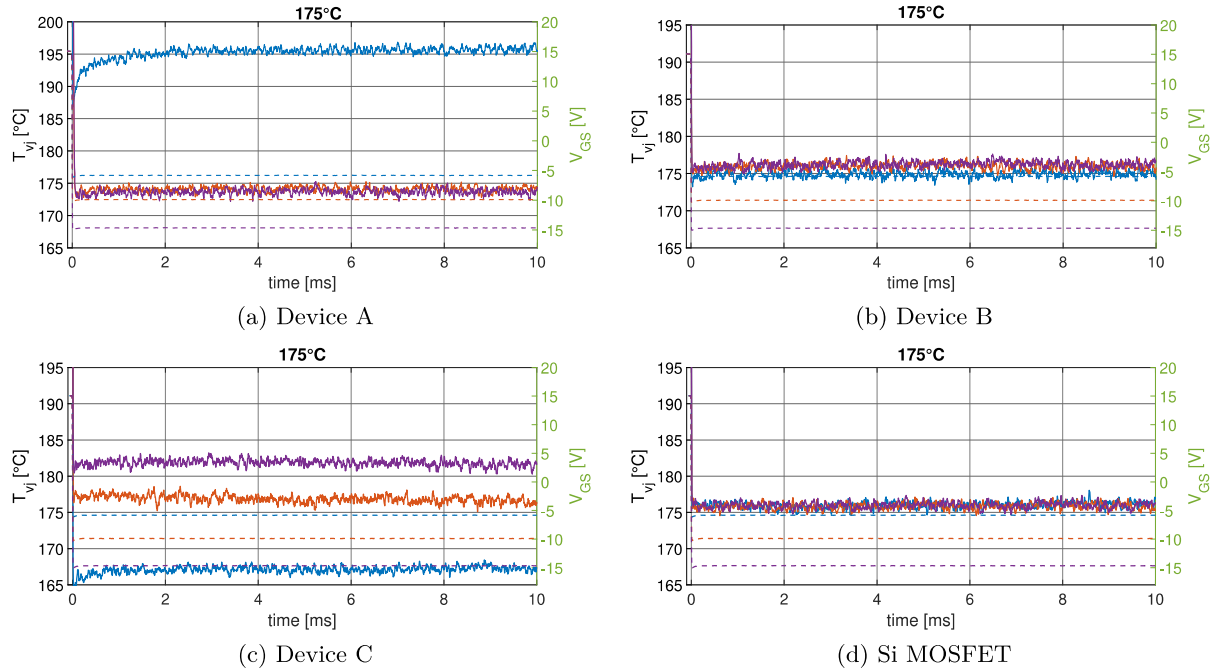 175°C
200
195
190
185
180
175
170
165
T_vj [°C]
20
15
10
5
0
-5
-10
-15
V_GS [V]
0 2 4 6 8 10
time [ms]
(a) Device A
175°C
195
190
185
180
175
170
165
T_vj [°C]
20
15
10
5
0
-5
-10
-15
V_GS [V]
0 2 4 6 8 10
time [ms]
(b) Device B
175°C
195
190
185
180
175
170
165
T_vj [°C]
20
15
10
5
0
-5
-10
-15
V_GS [V]
0 2 4 6 8 10
time [ms]
(c) Device C
175°C
195
190
185
180
175
170
165
T_vj [°C]
20
15
10
5
0
-5
-10
-15
V_GS [V]
0 2 4 6 8 10
time [ms]
(d) Si MOSFET